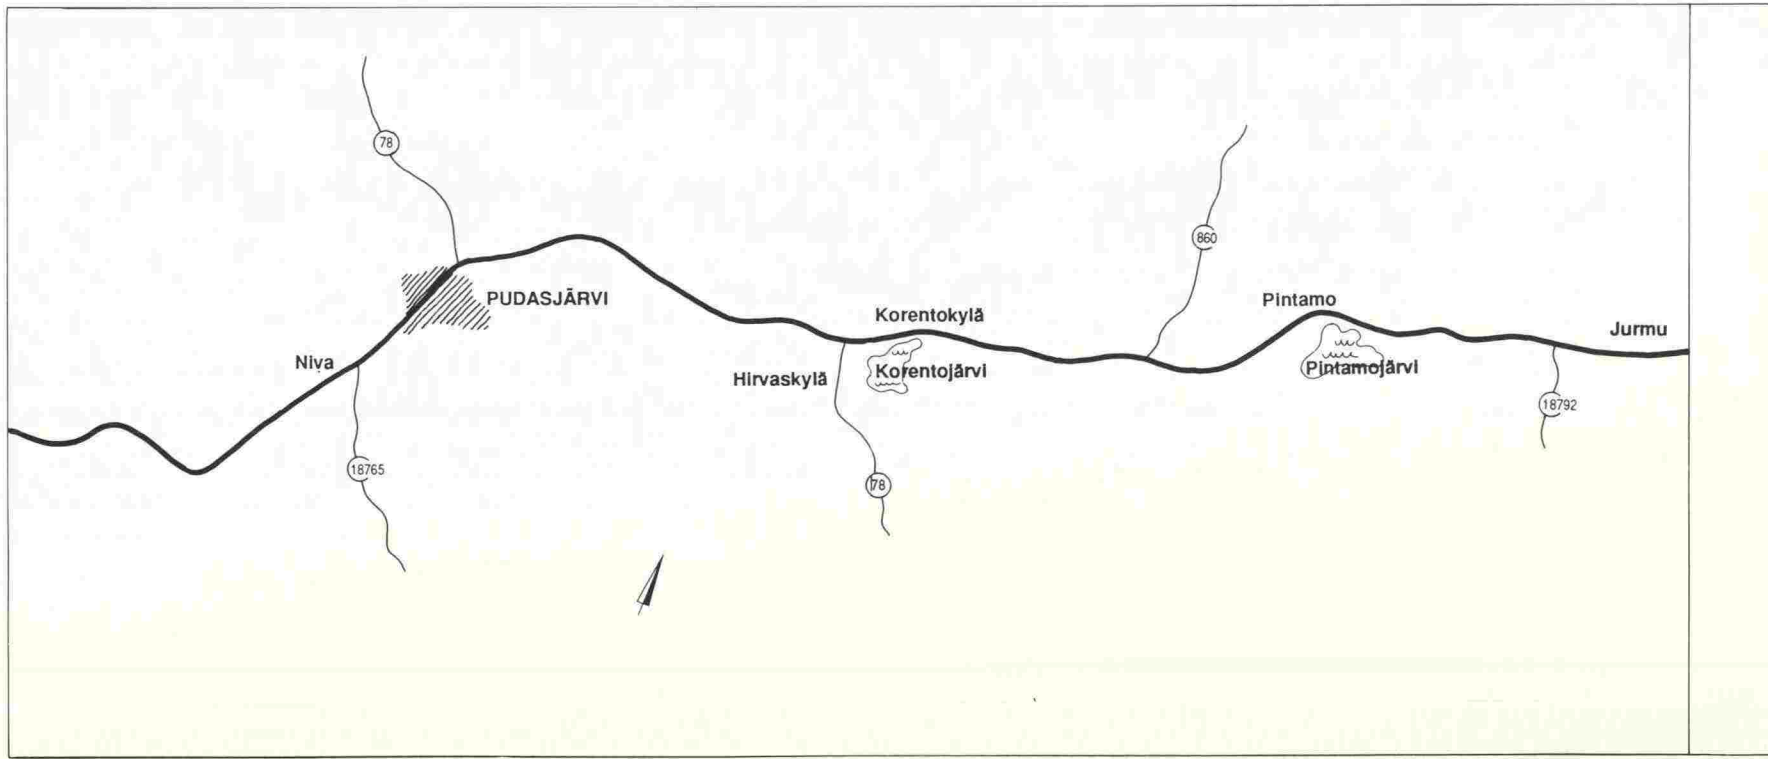 78
860
PUDASJÄRVI
Pintamo
Korentokylä
Jurmu
Niva
Hirvaskylä
Korentojärvi
Pintamojärvi
18792
18765
78